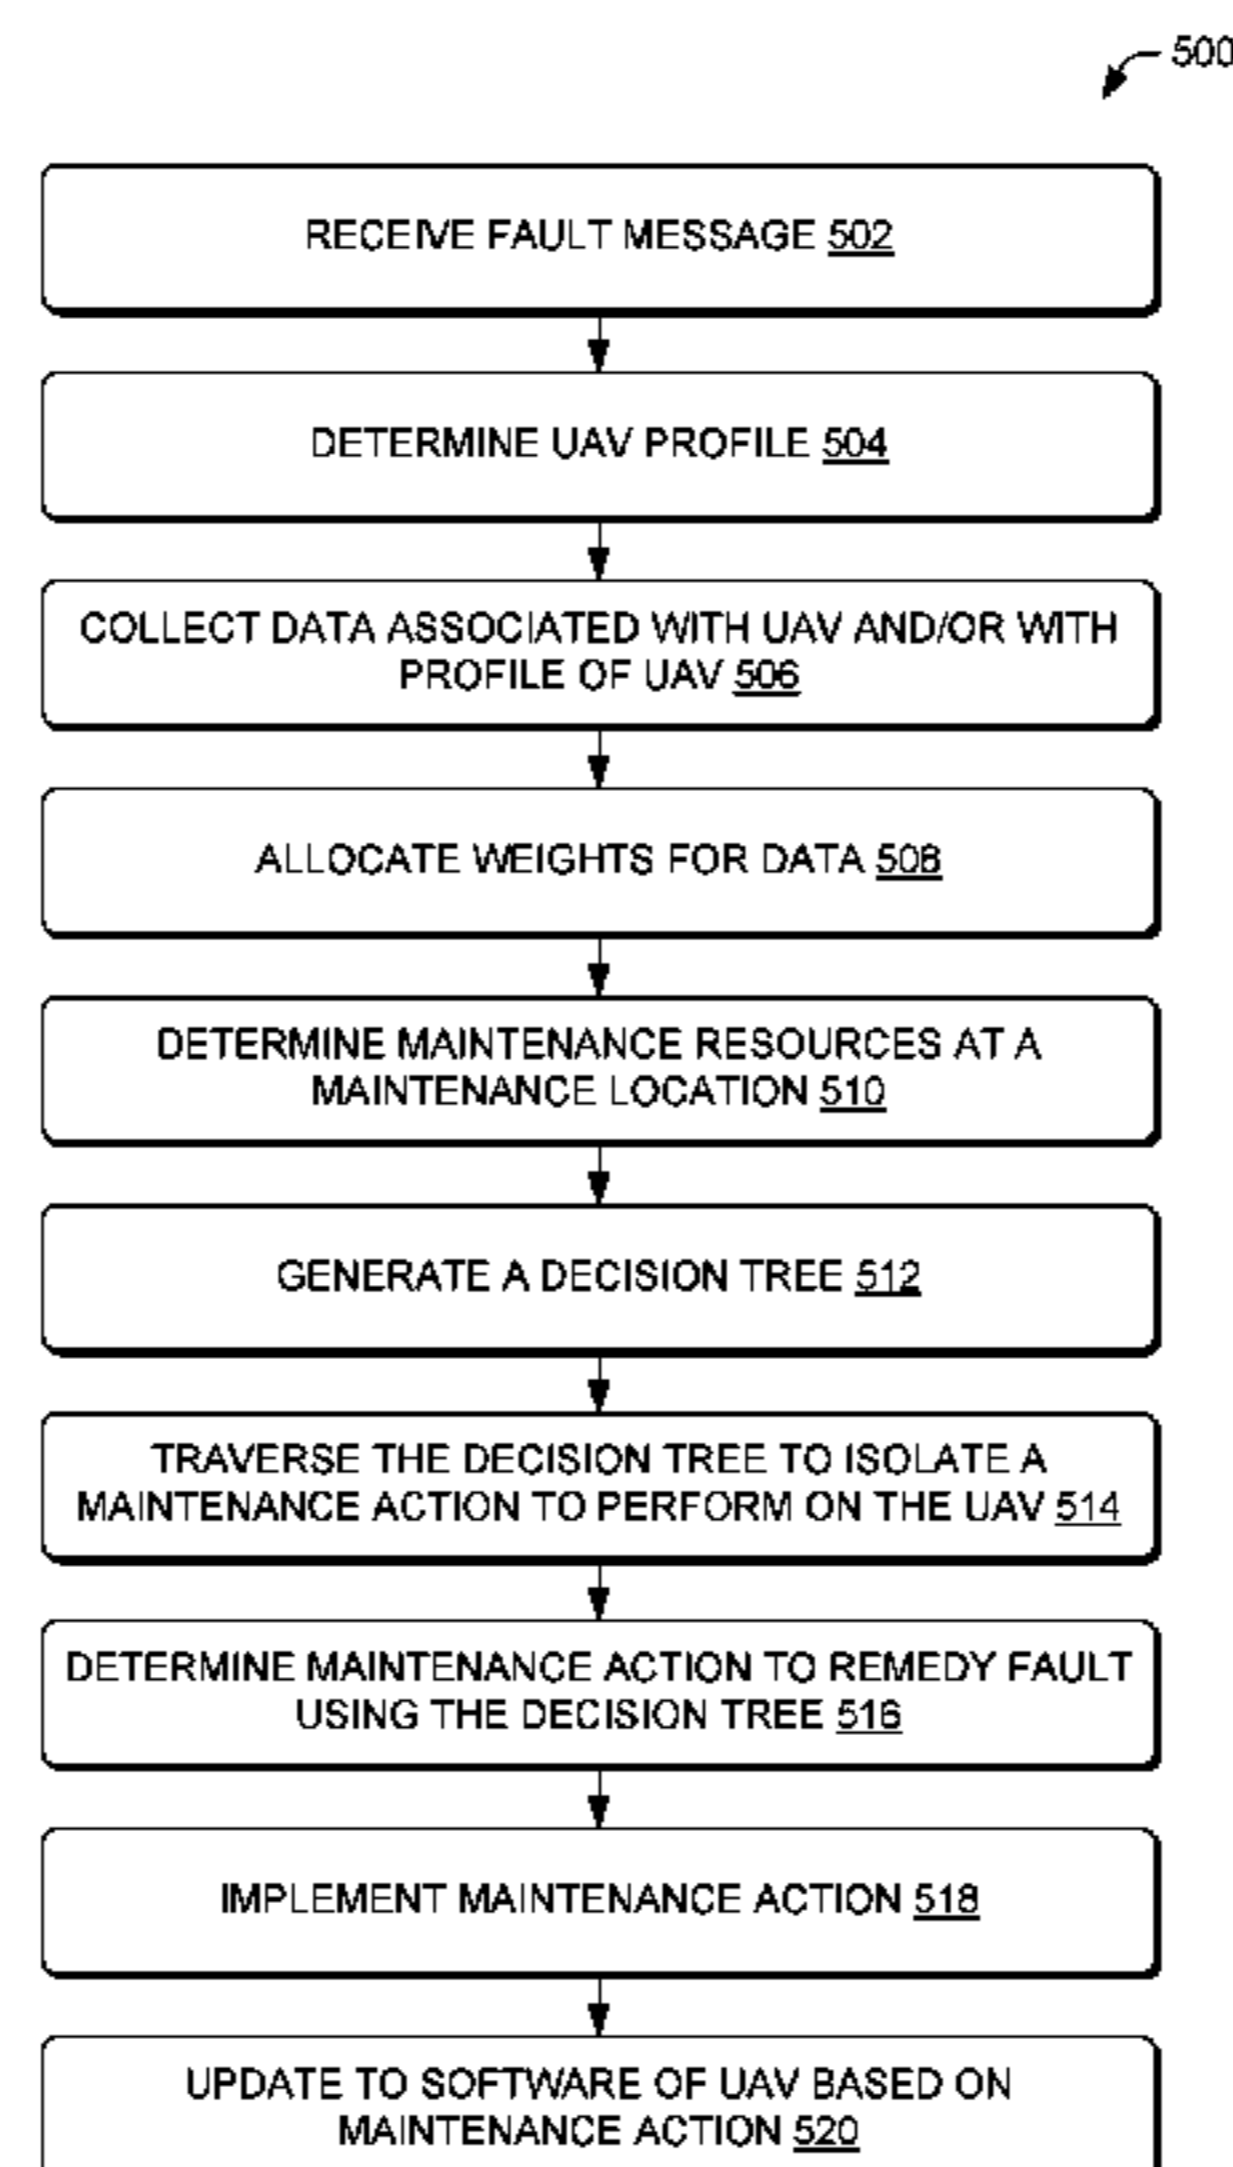 500
RECEIVE FAULT MESSAGE 502
DETERMINE UAV PROFILE 504
COLLECT DATA ASSOCIATED WITH UAV AND/OR WITH
PROFILE OF UAV 506
ALLOCATE WEIGHTS FOR DATA 508
DETERMINE MAINTENANCE RESOURCES AT A
MAINTENANCE LOCATION 510
GENERATE A DECISION TREE 512
TRAVERSE THE DECISION TREE TO ISOLATE A
MAINTENANCE ACTION TO PERFORM ON THE UAV 514
DETERMINE MAINTENANCE ACTION TO REMEDY FAULT
USING THE DECISION TREE 516
IMPLEMENT MAINTENANCE ACTION 518
UPDATE TO SOFTWARE OF UAV BASED ON
MAINTENANCE ACTION 520